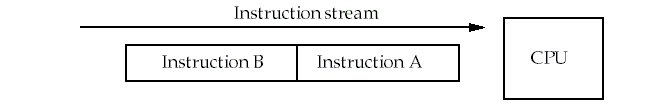 Instruction stream
Instruction B
Instruction A
CPU